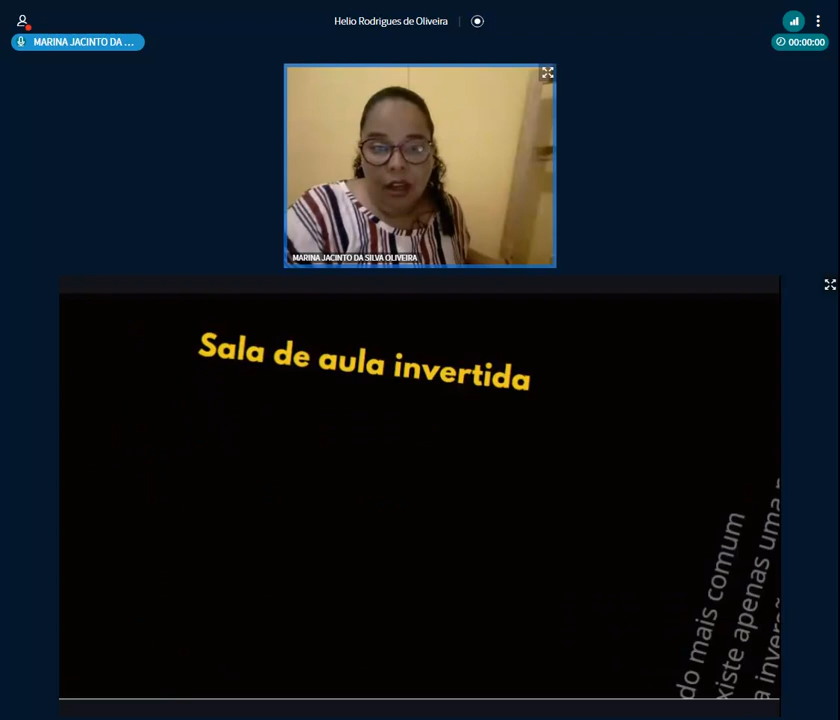 Helio Rodrigues de Oliveira
MARINA JACINTO DA ...
00:00:00
MARINA JACINTO DA SILVA OLIVEIRA
Sala de aula invertida
do mais comum
xiste apenas uma
a inver